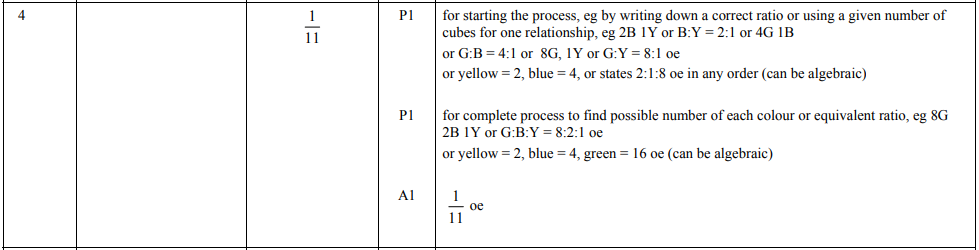 4
1
11
P1
for starting the process, eg by writing down a correct ratio or using a given number of
cubes for one relationship, eg 2B 1Y or B:Y = 2:1 or 4G 1B
or G:B = 4:1 or 8G, 1Y or G:Y = 8:1 oe
or yellow = 2, blue = 4, or states 2:1:8 oe in any order (can be algebraic)
P1
for complete process to find possible number of each colour or equivalent ratio, eg 8G
2B 1Y or G:B:Y = 8:2:1 oe
or yellow = 2, blue = 4, green = 16 oe (can be algebraic)
A1
1
11
oe